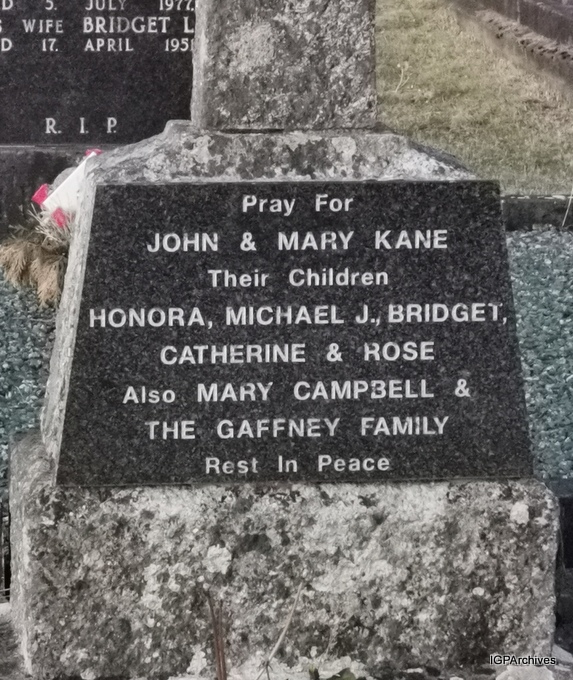 D 5. JULY 1977,
WIFE BRIDGET L
D 17. APRIL 195
R. I. P.
Pray For
JOHN & MARY KANE
Their Children
HONORA, MICHAEL J., BRIDGET,
CATHERINE & ROSE
Also MARY CAMPBELL &
THE GAFFNEY FAMILY
Rest In Peace
IGPArchives